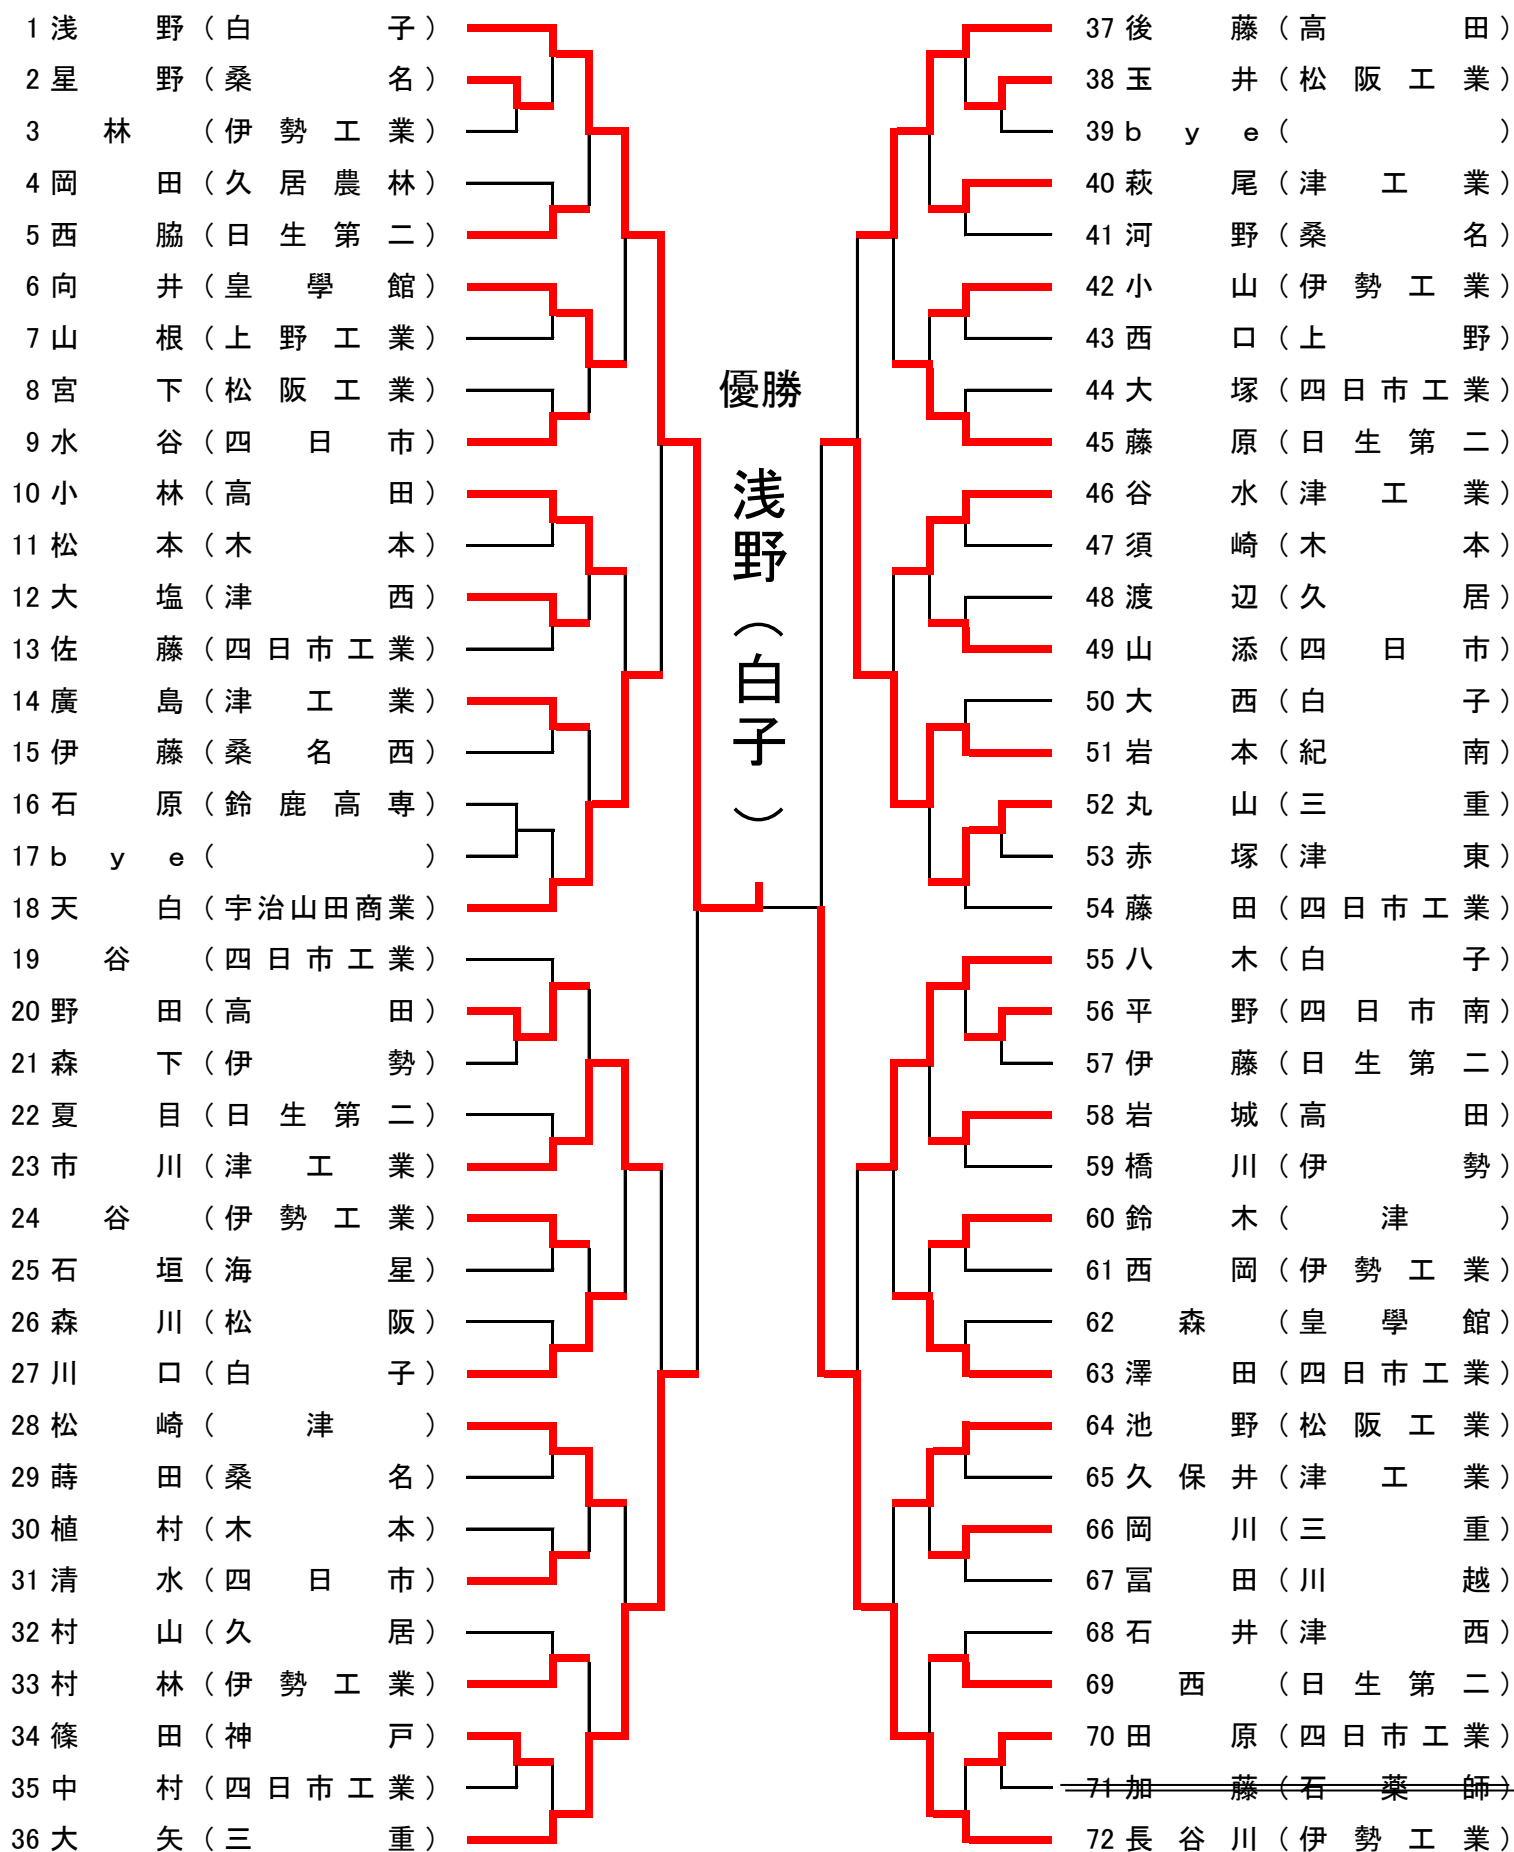 1 浅野（白子）
2 星野（桑名）
3 林（伊勢工業）
4 岡田（久居農林）
5 西脇（日生第二）
6 向井（皇學館）
7 山根（上野工業）
8 宮下（松阪工業）
9 水谷（四日市）
10 小林（高田）
11 松本（木本）
12 大塩（津西）
13 佐藤（四日市工業）
14 廣島（津工業）
15 伊藤（桑名西）
16 石原（鈴鹿高専）
17 ｂｙｅ（　）
18 天白（宇治山田商業）
19 谷（四日市工業）
20 野田（高田）
21 森下（伊勢）
22 夏目（日生第二）
23 市川（津工業）
24 谷（伊勢工業）
25 石垣（海星）
26 森川（松阪）
27 川口（白子）
28 松崎（津）
29 蒔田（桑名）
30 植村（木本）
31 清水（四日市）
32 村山（久居）
33 村林（伊勢工業）
34 篠田（神戸）
35 中村（四日市工業）
36 大矢（三重）
優勝
浅野（白子）
37 後藤（高田）
38 玉井（松阪工業）
39 ｂｙｅ（　）
40 萩尾（津工業）
41 河野（桑名）
42 小山（伊勢工業）
43 西口（上野）
44 大塚（四日市工業）
45 藤原（日生第二）
46 谷水（津工業）
47 須崎（木本）
48 渡辺（久居）
49 山添（四日市）
50 大西（白子）
51 岩本（紀南）
52 丸山（三重）
53 赤塚（津東）
54 藤田（四日市工業）
55 八木（白子）
56 平野（四日市南）
57 伊藤（日生第二）
58 岩城（高田）
59 橋川（伊勢）
60 鈴木（津）
61 西岡（伊勢工業）
62 森（皇學館）
63 澤田（四日市工業）
64 池野（松阪工業）
65 久保井（津工業）
66 岡川（三重）
67 冨田（川越）
68 石井（津西）
69 西（日生第二）
70 田原（四日市工業）
71 加藤（石薬師）
72 長谷川（伊勢工業）